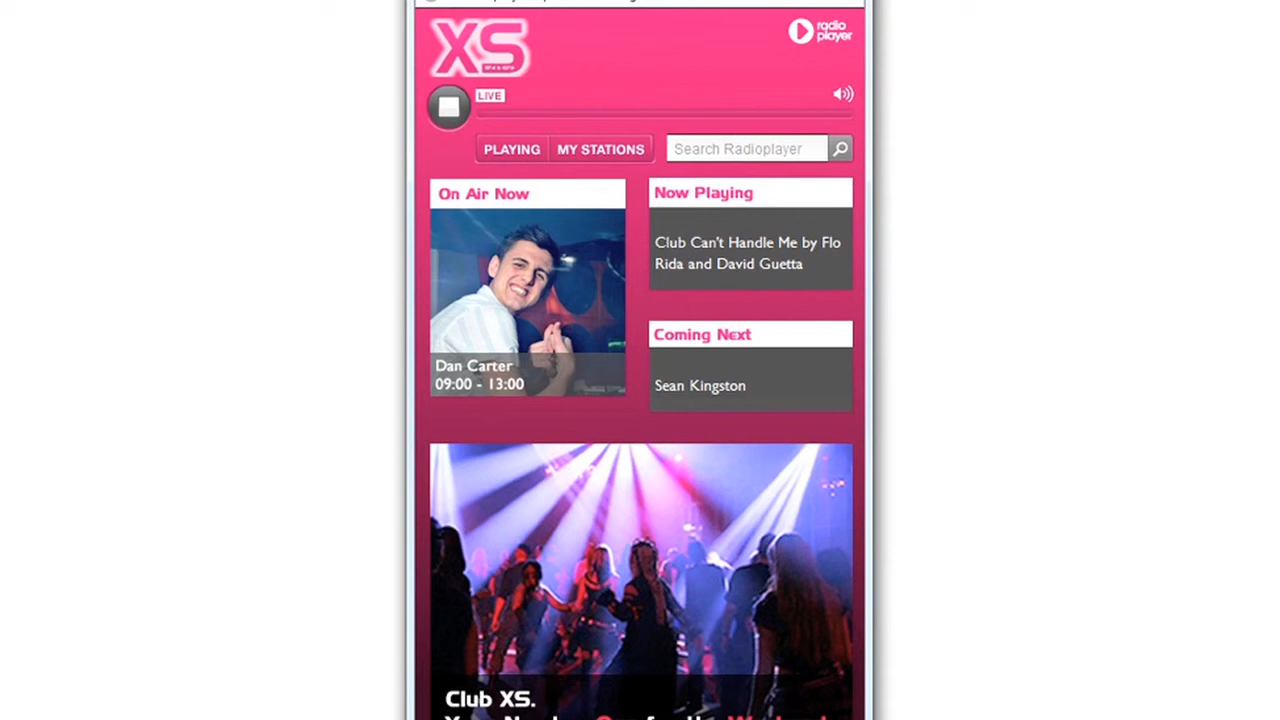 XS
radio
player
LIVE
PLAYING
MY STATIONS
Search Radioplayer
On Air Now
Dan Carter
09:00 - 13:00
Now Playing
Club Can't Handle Me by Flo
Rida and David Guetta
Coming Next
Sean Kingston
Club XS.